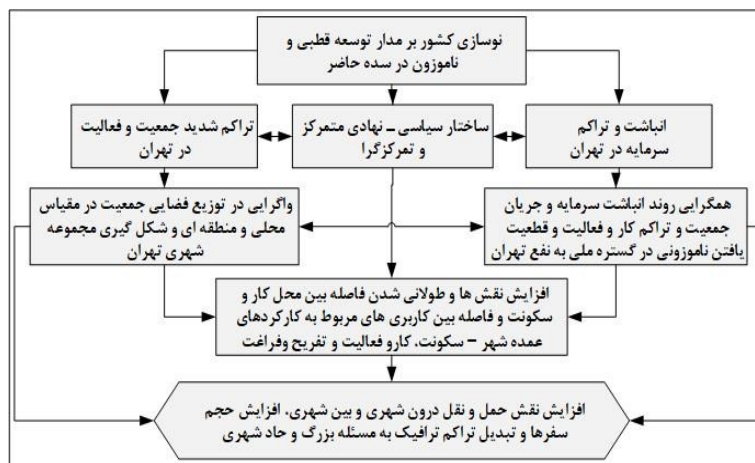 نوسازی کشور بر مدار توسعه قطبی و
ناموزون در سده حاضر
انباشت و تراکم
سرمایه در تهران
ساختار سیاسی ـ نهادی متمرکز
و تمرکزگرا
تراکم شدید جمعیت و فعالیت
در تهران
همگرایی روند انباشت سرمایه و جریان
جمعیت و تراکم کار و فعالیت و قطعیت
یافتن ناموزونی در گستره ملی به نفع تهران
واگرایی در توزیع فضایی جمعیت در مقیاس
محلی و منطقه ای و شکل گیری مجموعه
شهری تهران
افزایش نقش ها و طولانی شدن فاصله بین محل کار و
سکونت و فاصله بین کاربری های مربوط به کارکردهای
عمده شهر – سکونت، کارو فعالیت و تفریح وفراغت
افزایش نقش حمل و نقل درون شهری و بین شهری، افزایش حجم
سفرها و تبدیل تراکم ترافیک به مسئله بزرگ و حاد شهری